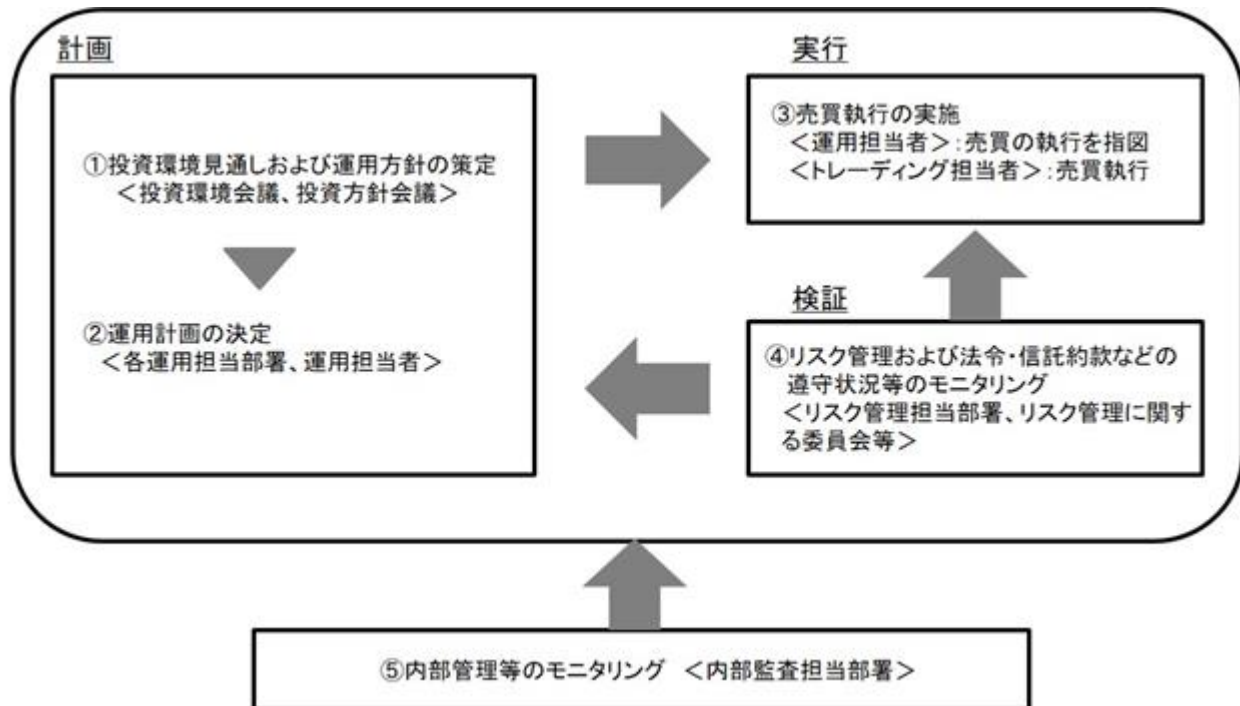 計画
①投資環境見通しおよび運用方針の策定
＜投資環境会議、投資方針会議＞
②運用計画の決定
＜各運用担当部署、運用担当者＞
実行
③売買執行の実施
＜運用担当者＞：売買の執行を指図
＜トレーディング担当者＞：売買執行
検証
④リスク管理および法令・信託約款などの
遵守状況等のモニタリング
＜リスク管理担当部署、リスク管理に関す
る委員会等＞
⑤内部管理等のモニタリング ＜内部監査担当部署＞